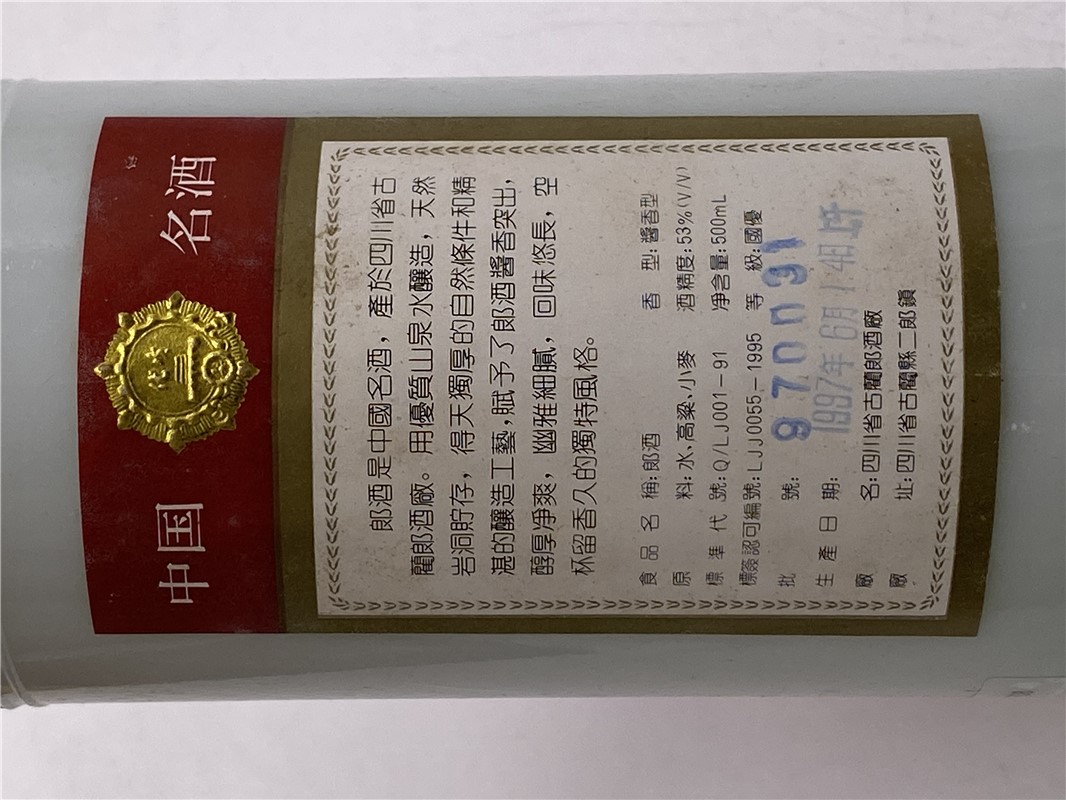 中国 名酒
郎酒是中國名酒，產於四川省古
藺郎酒廠。用優質山泉水釀造，天然
岩洞貯存，得天獨厚的自然條件和精
湛的釀造工藝,賦予了郎酒醬香突出,
醇厚净爽，幽雅細膩，回味悠長，空
杯留香久的獨特風格。
食品名稱:郎酒 香型:醬香型
原料:水、高粱、小麥 酒精度:53%(V/V)
標準代號:Q/LJ001-91 净含量:500mL
標簽認可編號:LJJ0055-1995 等級:國優
批號: 970091
生產日期: 1997年6月14日
廠名:四川省古藺郎酒廠
廠址:四川省古藺縣二郎鎮